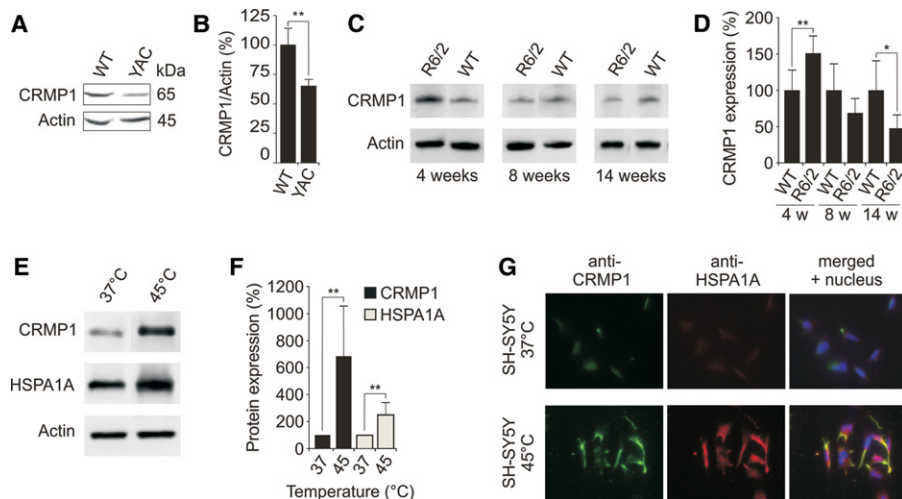 A
WT YAC kDa
CRMP1 65
Actin 45
B
**
CRMP1/Actin (%)
125
100
75
50
25
0
WT
YAC
C
R6/2 WT R6/2 WT R6/2 WT
CRMP1
Actin
4 weeks 8 weeks 14 weeks
D
CRMP1 expression (%)
200
150
100
50
0
**
*
WT R6/2 WT R6/2 WT R6/2
4 w 8 w 14 w
E
37°C 45°C
CRMP1
HSPA1A
Actin
F
Protein expression (%)
1200
1000
800
600
400
200
0
CRMP1
HSPA1A
**
**
37 45 37 45
Temperature (°C)
G
anti-CRMP1 anti-HSPA1A merged + nucleus
SH-SY5Y
37°C
SH-SY5Y
45°C